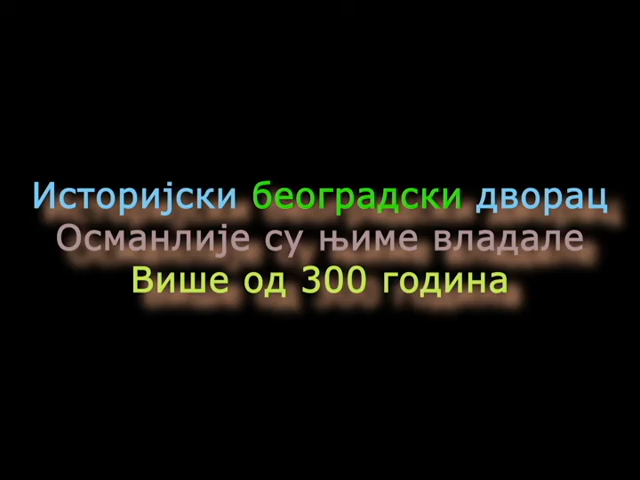 Историјски београдски дворац
Османлије су њиме владале
Више од 300 година